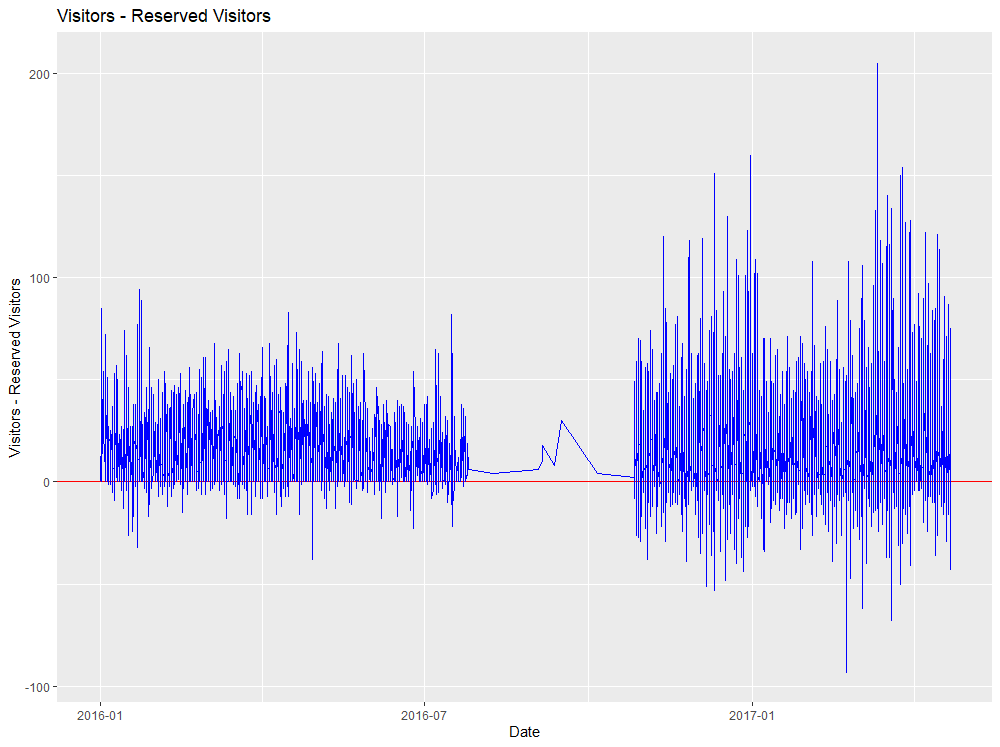 Visitors - Reserved Visitors
200
100
0
-100
Visitors - Reserved Visitors
2016-01
2016-07
2017-01
Date